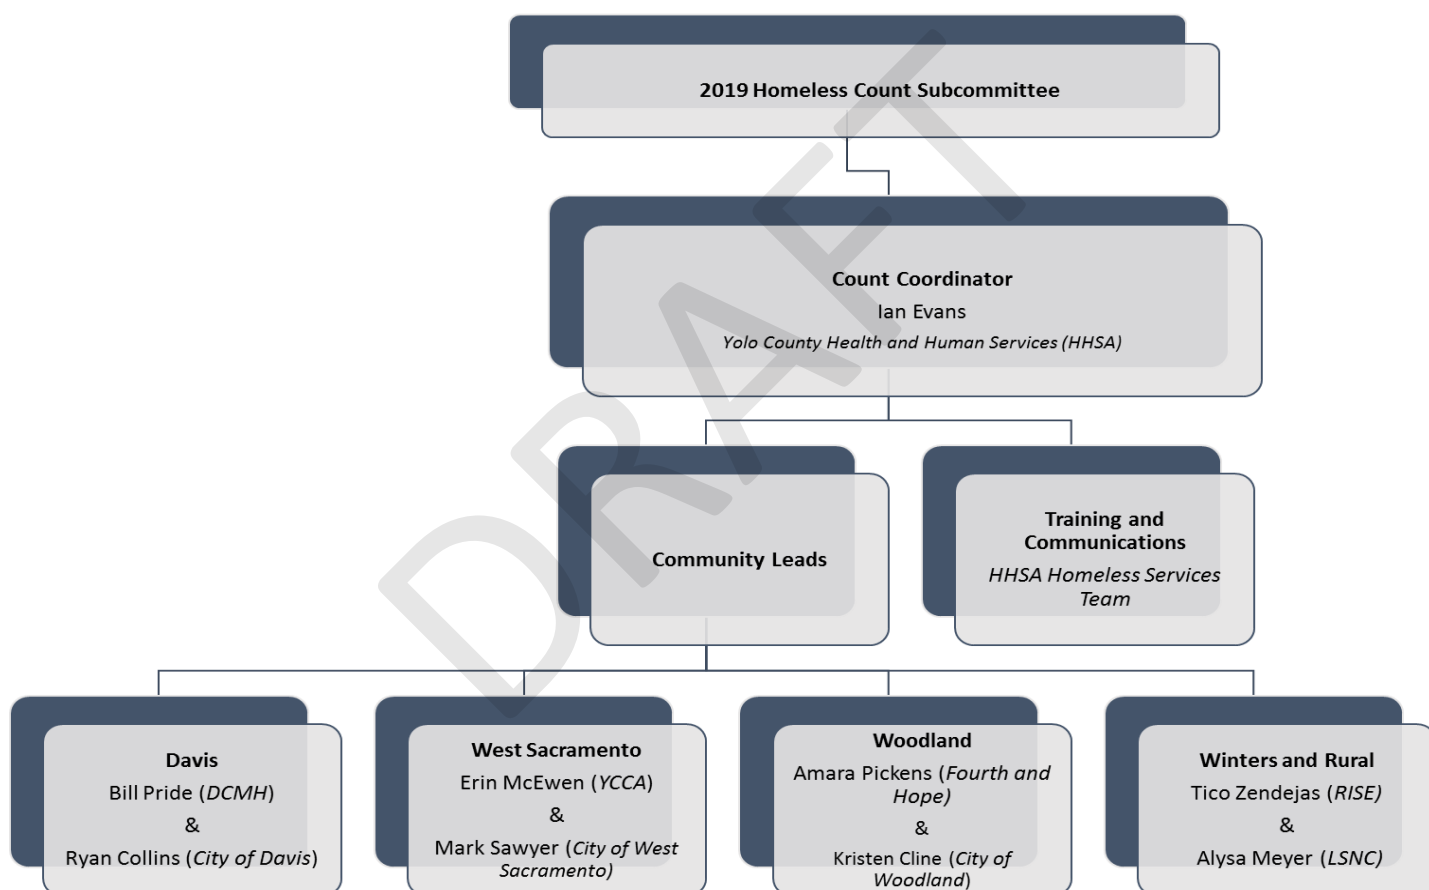 2019 Homeless Count Subcommittee
Count Coordinator
Ian Evans
Yolo County Health and Human Services (HHSA)
Community Leads
Training and
Communications
HHSA Homeless Services
Team
Davis
Bill Pride (DCMH)
&
Ryan Collins (City of Davis)
West Sacramento
Erin McEwen (YCCA)
&
Mark Sawyer (City of West
Sacramento)
Woodland
Amara Pickens (Fourth and
Hope)
&
Kristen Cline (City of
Woodland)
Winters and Rural
Tico Zendejas (RISE)
&
Alysa Meyer (LSNC)
DRAFT